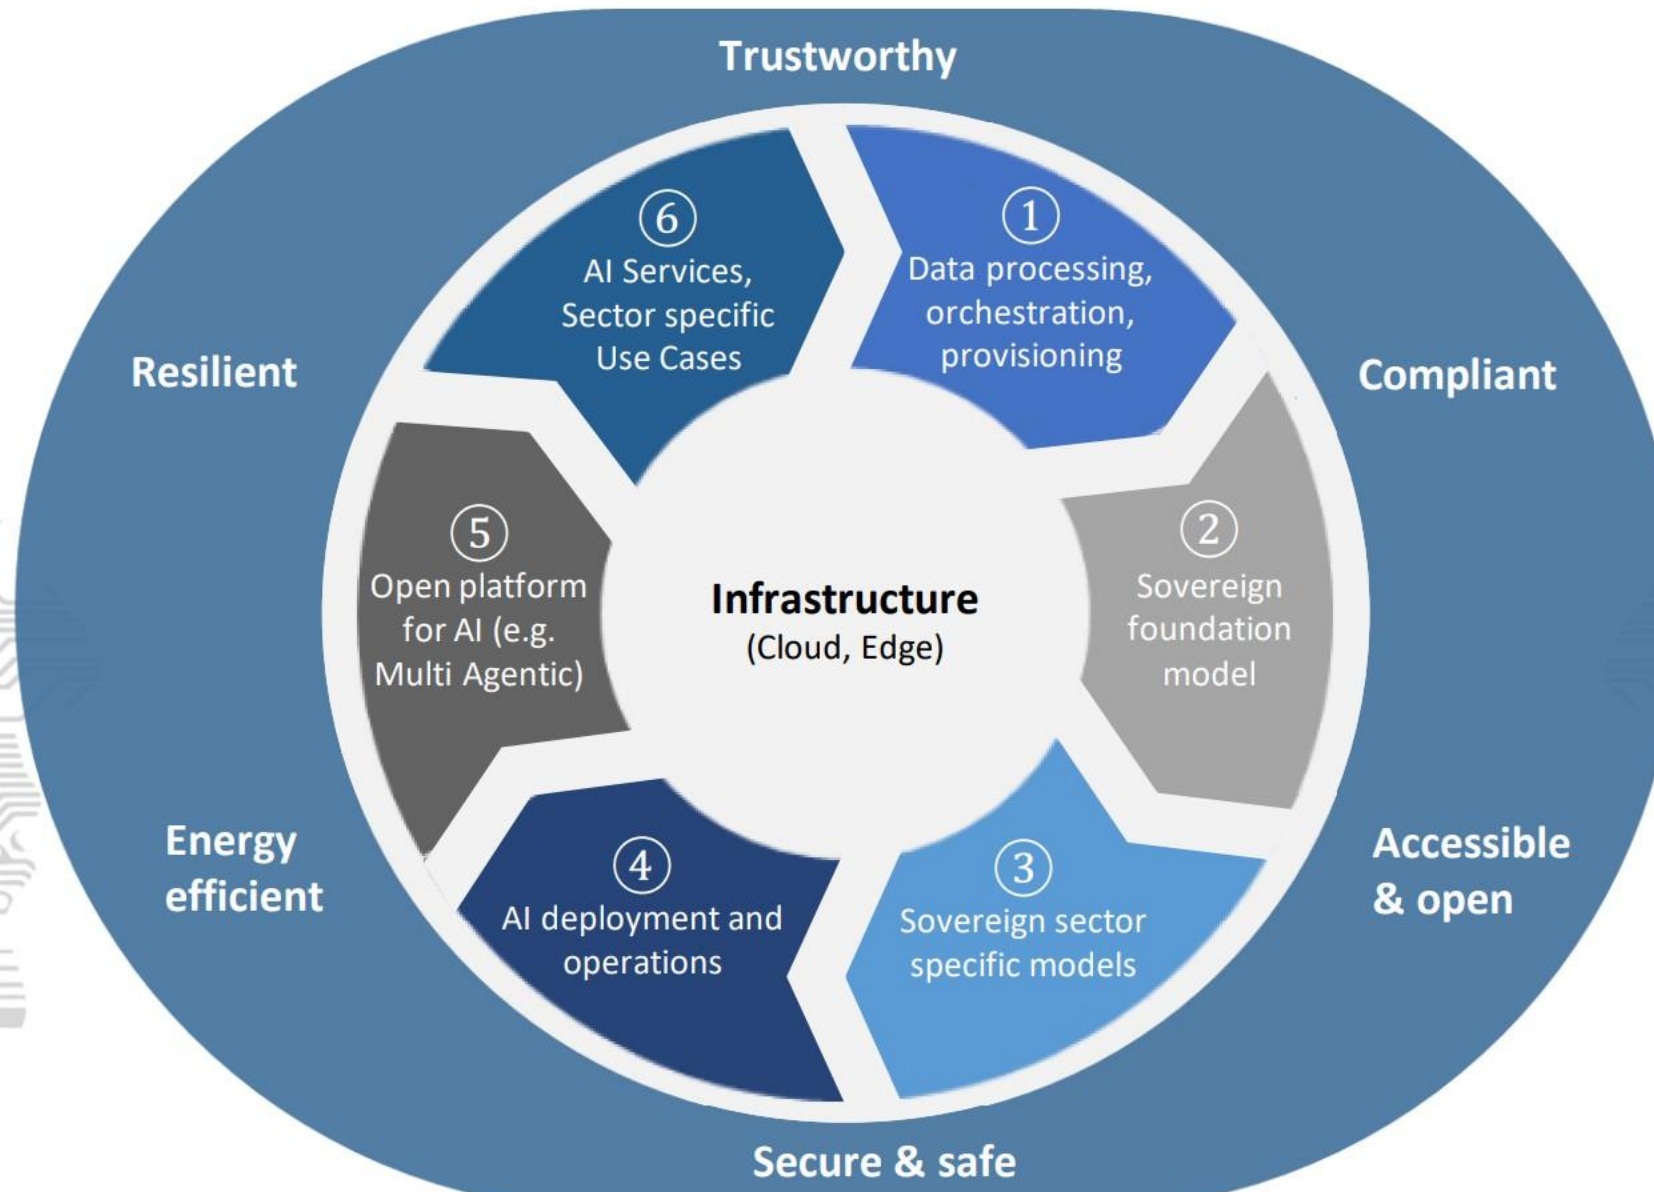 Trustworthy
①
Data processing,
orchestration,
provisioning
Compliant
②
Sovereign
foundation
model
Accessible
& open
③
Sovereign sector
specific models
Secure & safe
④
AI deployment and
operations
Energy
efficient
⑤
Open platform
for AI (e.g.
Multi Agentic)
Resilient
⑥
AI Services,
Sector specific
Use Cases
Infrastructure
(Cloud, Edge)